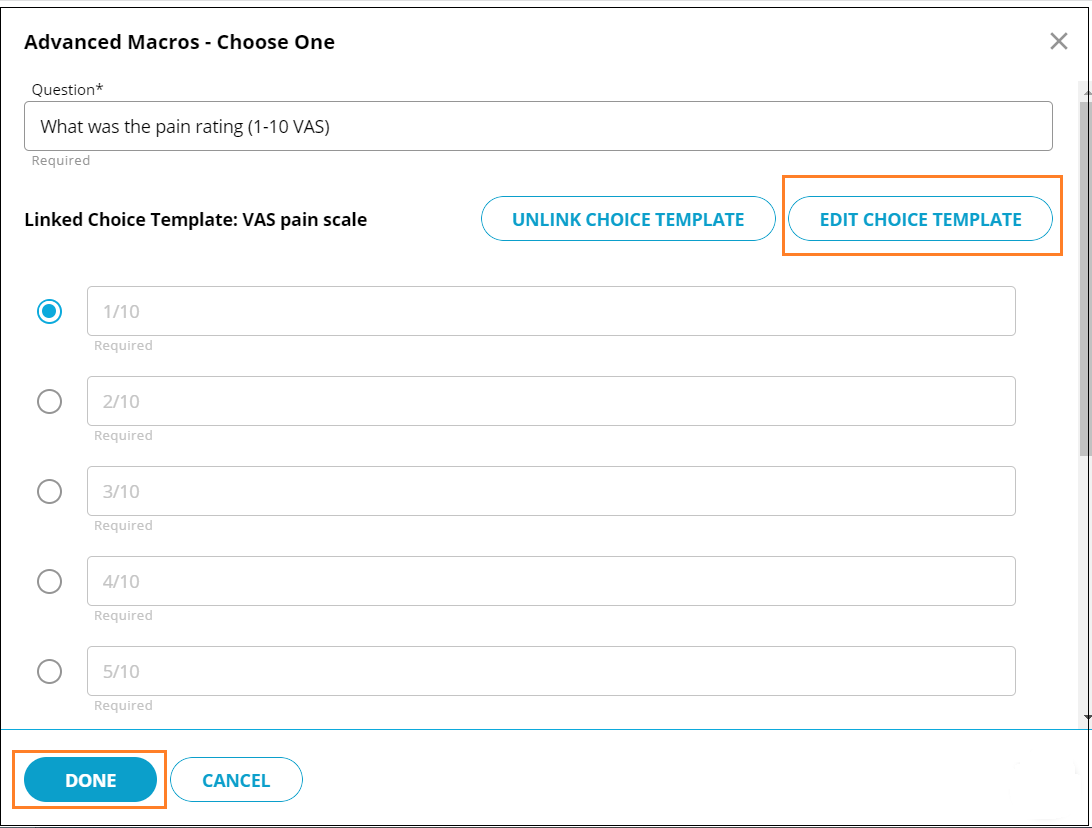 Advanced Macros - Choose One
Question*
What was the pain rating (1-10 VAS)
Required
Linked Choice Template: VAS pain scale
UNLINK CHOICE TEMPLATE
EDIT CHOICE TEMPLATE
1/10
Required
2/10
Required
3/10
Required
4/10
Required
5/10
Required
DONE
CANCEL